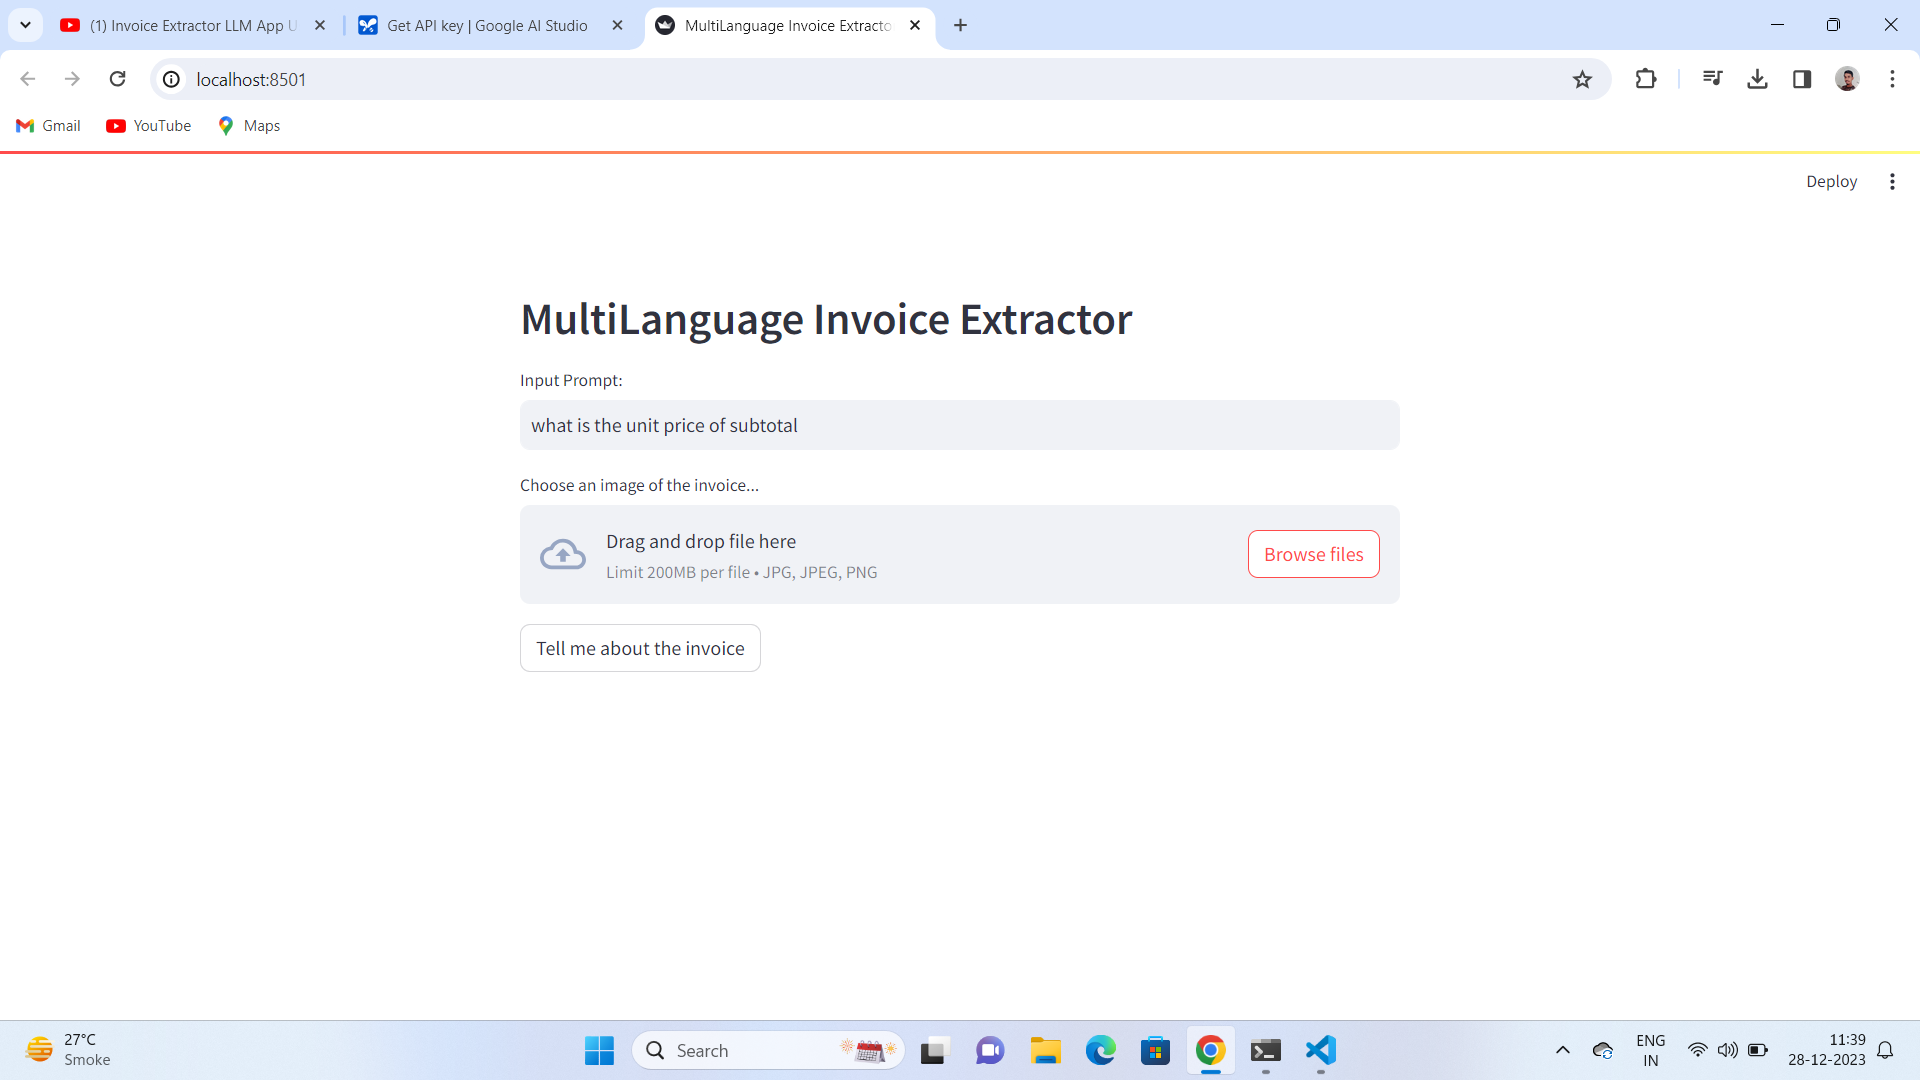 (1) Invoice Extractor LLM App U
Get API key | Google AI Studio
MultiLanguage Invoice Extracto
localhost:8501
Gmail
YouTube
Maps
Deploy
MultiLanguage Invoice Extractor
Input Prompt:
what is the unit price of subtotal
Choose an image of the invoice...
Drag and drop file here
Limit 200MB per file • JPG, JPEG, PNG
Browse files
Tell me about the invoice
27°C
Smoke
Search
ENG
IN
11:39
28-12-2023